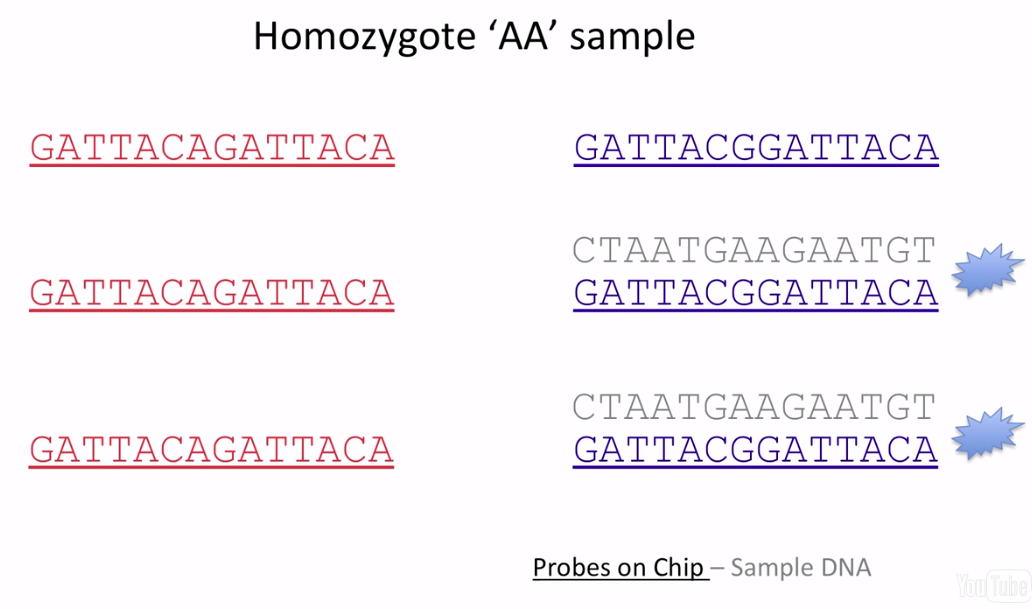 Homozygote ‘AA’ sample
GATTACAGATTACA
GATTACGGATTACA
CTAATGAAGAATGT
GATTACAGATTACA
GATTACGGATTACA
CTAATGAAGAATGT
GATTACAGATTACA
GATTACGGATTACA
Probes on Chip – Sample DNA
YouTube